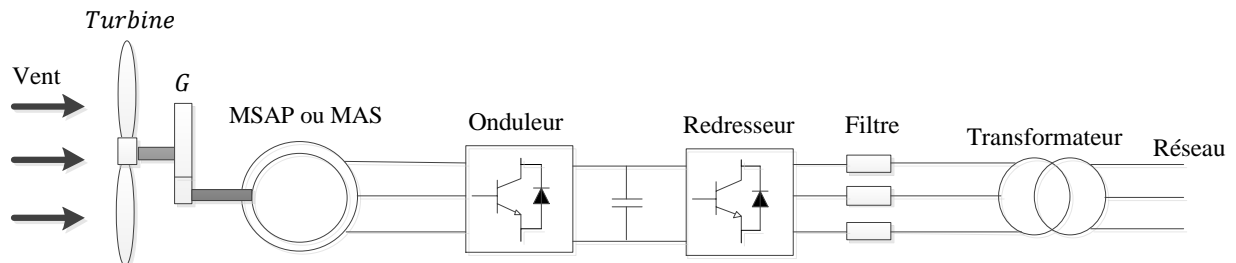 Turbine
Vent
G
MSAP ou MAS
Onduleur
Redresseur
Filtre
Transformateur
Réseau